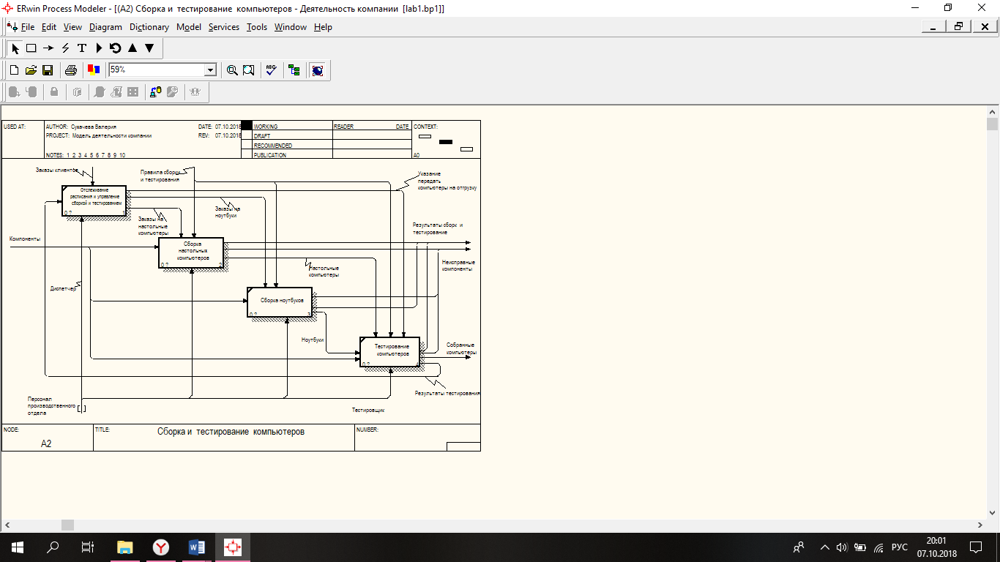 ERwin Process Modeler - [(A2) Сборка и тестирование компьютеров - Деятельность компании [lab1.bp1]]
File Edit View Diagram Dictionary Model Services Tools Window Help
59%
USED AT:
AUTHOR: Сукачева Валерия
DATE: 07.10.2018
PROJECT: Модель деятельности компании
REV: 07.10.2018
NOTES: 1 2 3 4 5 6 7 8 9 10
WORKING
DRAFT
RECOMMENDED
PUBLICATION
READER
DATE
CONTEXT:
A0
Заказы клиентов
Правила сборки
и тестирования
Указание
передать
компьютеры на отгрузку
Отслеживание
расписания и управление
сборкой и тестированием
0 ?
1
Заказы на
настольные
компьютеры
Заказы на
ноутбуки
Результаты сборк и
тестирование
Компоненты
Сборка
настольных
компьютеров
0 ?
2
Настольные
компьютеры
Неисправные
компоненты
Диспетчер
Сборка ноутбуков
0 ?
3
Ноутбуки
Тестирование
компьютеров
0 ?
4
Собранные
компьютеры
Результаты тестирования
Персонал
производственного
отдела
Тестировщик
NODE:
A2
TITLE:
Сборка и тестирование компьютеров
NUMBER:
РУС
20:01
07.10.2018